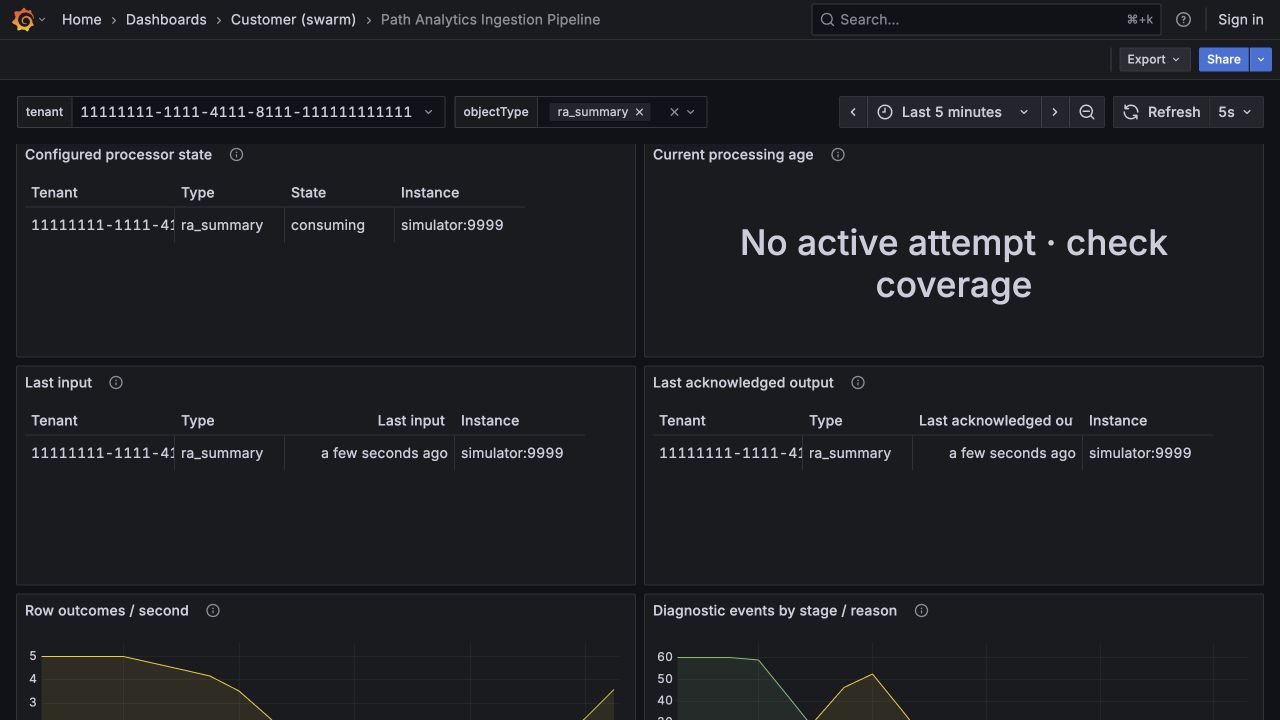 Home › Dashboards › Customer (swarm) › Path Analytics Ingestion Pipeline
Search... ⌘+k
Sign in
Export
Share
tenant 11111111-1111-4111-8111-111111111111
objectType ra_summary
Last 5 minutes
Refresh 5s
Configured processor state
Tenant Type State Instance
11111111-1111-41 ra_summary consuming simulator:9999
Current processing age
No active attempt · check
coverage
Last input
Tenant Type Last input Instance
11111111-1111-41 ra_summary a few seconds ago simulator:9999
Last acknowledged output
Tenant Type Last acknowledged ou Instance
11111111-1111-41 ra_summary a few seconds ago simulator:9999
Row outcomes / second
5
4
3
Diagnostic events by stage / reason
60
50
40